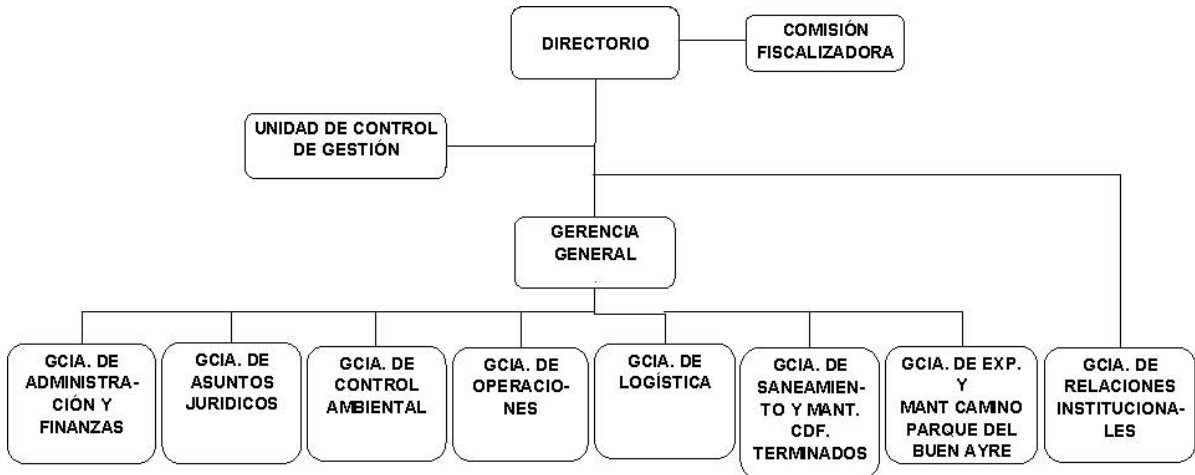 DIRECTORIO
COMISIÓN
FISCALIZADORA
UNIDAD DE CONTROL
DE GESTIÓN
GERENCIA
GENERAL
GCIA. DE
ADMINISTRA-
CIÓN Y
FINANZAS
GCIA. DE
ASUNTOS
JURIDICOS
GCIA. DE
CONTROL
AMBIENTAL
GCIA. DE
OPERACIO-
NES
GCIA. DE
LOGÍSTICA
GCIA. DE
SANEAMIEN-
TO Y MANT.
CDF.
TERMINADOS
GCIA. DE EXP.
Y
MANT CAMINO
PARQUE DEL
BUEN AYRE
GCIA. DE
RELACIONES
INSTITUCIONA-
LES